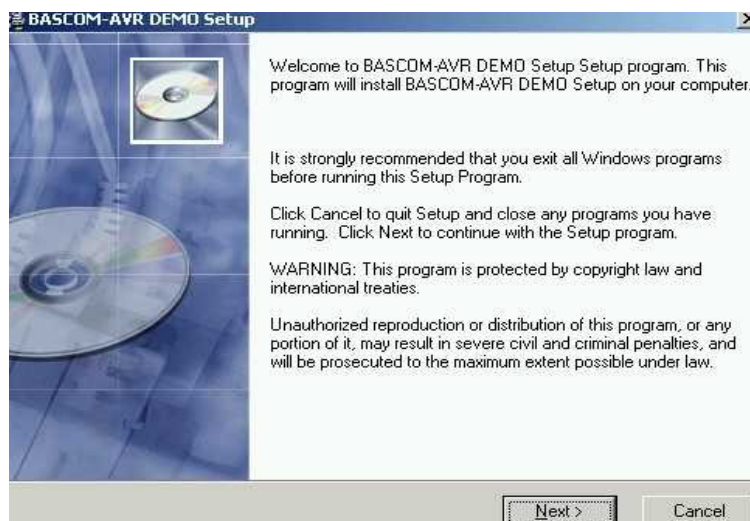 BASCOM-AVR DEMO Setup
Welcome to BASCOM-AVR DEMO Setup Setup program. This
program will install BASCOM-AVR DEMO Setup on your computer.
It is strongly recommended that you exit all Windows programs
before running this Setup Program.
Click Cancel to quit Setup and close any programs you have
running. Click Next to continue with the Setup program.
WARNING: This program is protected by copyright law and
international treaties.
Unauthorized reproduction or distribution of this program, or any
portion of it, may result in severe civil and criminal penalties, and
will be prosecuted to the maximum extent possible under law.
Next >
Cancel